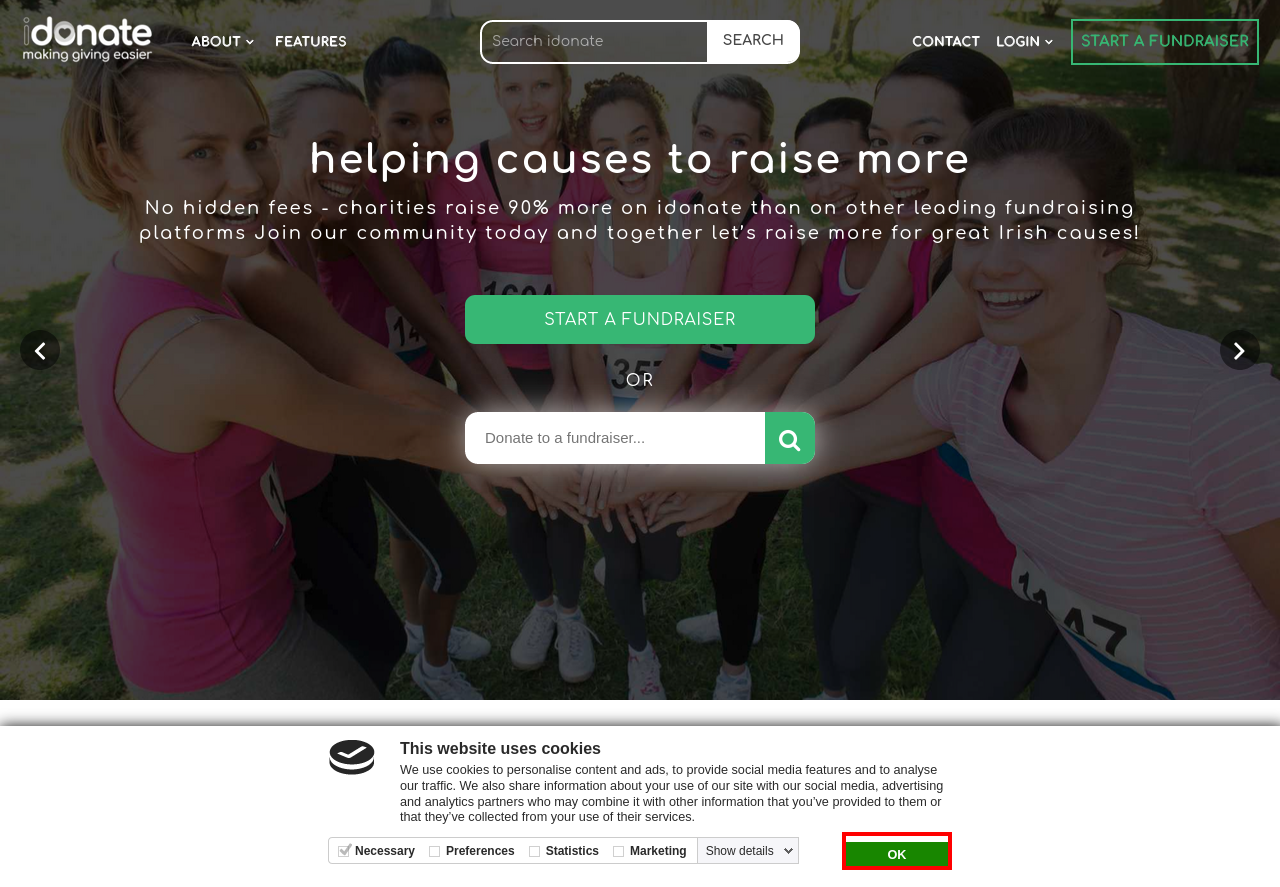 idonate
making giving easier
ABOUT
FEATURES
Search idonate
SEARCH
CONTACT
LOGIN
START A FUNDRAISER
helping causes to raise more
No hidden fees - charities raise 90% more on idonate than on other leading fundraising
platforms Join our community today and together let’s raise more for great Irish causes!
START A FUNDRAISER
OR
Donate to a fundraiser...
This website uses cookies
We use cookies to personalise content and ads, to provide social media features and to analyse
our traffic. We also share information about your use of our site with our social media, advertising
and analytics partners who may combine it with other information that you’ve provided to them or
that they’ve collected from your use of their services.
Necessary
Preferences
Statistics
Marketing
Show details
OK